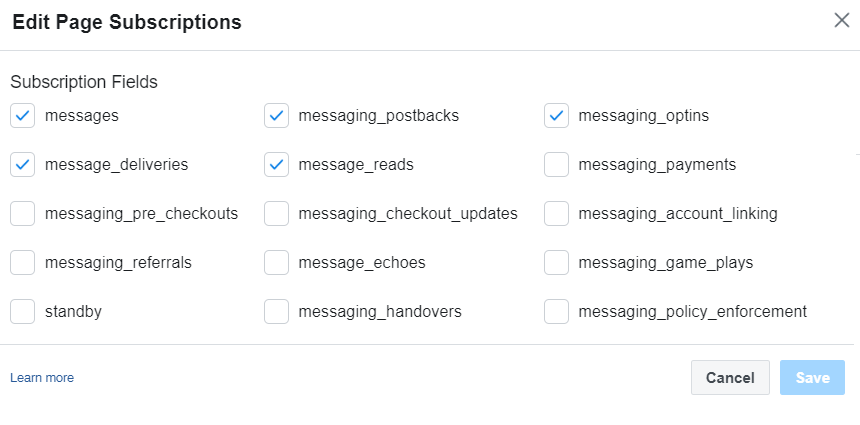 Edit Page Subscriptions
Subscription Fields
messages messaging_postbacks messaging_optins
message_deliveries message_reads messaging_payments
messaging_pre_checkouts messaging_checkout_updates messaging_account_linking
messaging_referrals message_echoes messaging_game_plays
standby messaging_handovers messaging_policy_enforcement
Learn more Cancel Save